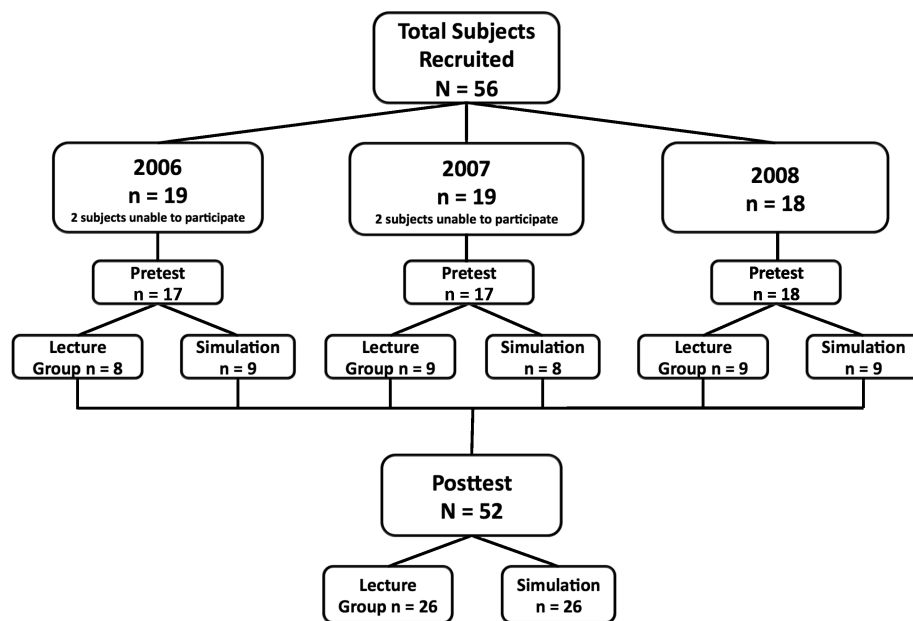 Total Subjects
Recruited
N = 56
2006
n = 19
2 subjects unable to participate
2007
n = 19
2 subjects unable to participate
2008
n = 18
Pretest
n = 17
Pretest
n = 17
Pretest
n = 18
Lecture
Group n = 8
Simulation
n = 9
Lecture
Group n = 9
Simulation
n = 8
Lecture
Group n = 9
Simulation
n = 9
Posttest
N = 52
Lecture
Group n = 26
Simulation
n = 26